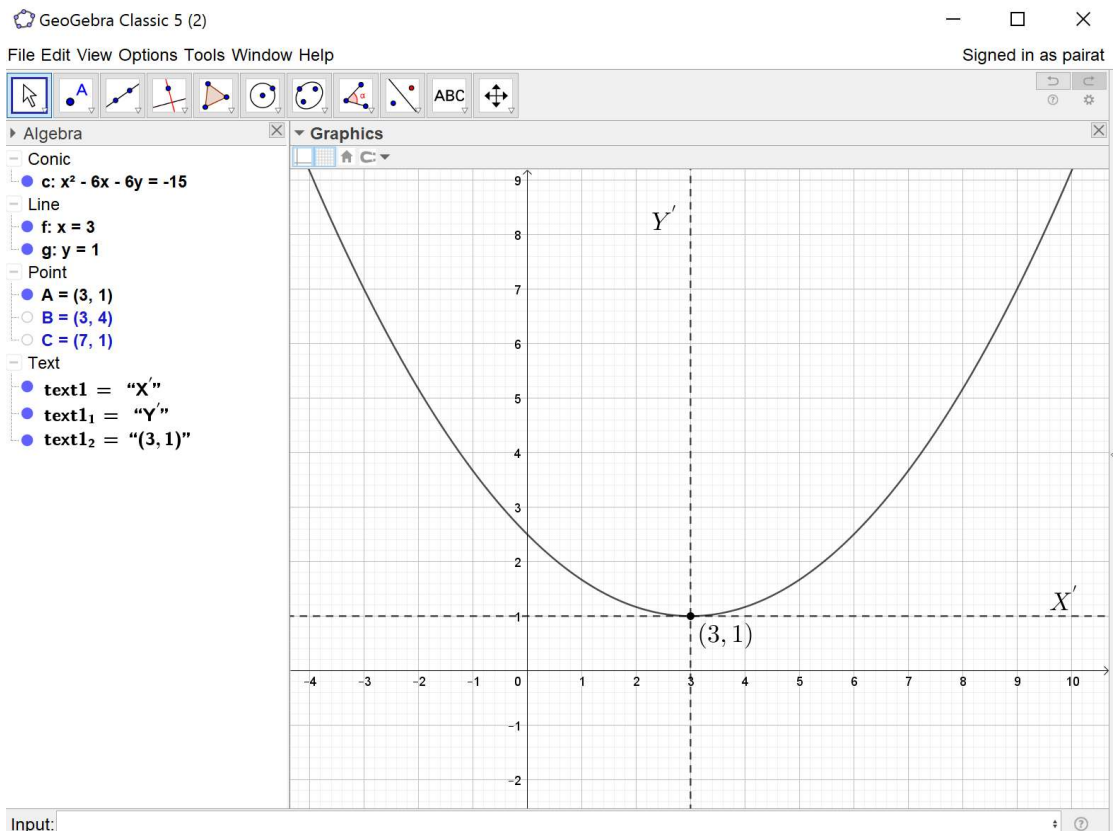 GeoGebra Classic 5 (2)
File Edit View Options Tools Window Help
Signed in as pairat
A
α
ABC
Algebra
Conic
c: x² - 6x - 6y = -15
Line
f: x = 3
g: y = 1
Point
A = (3, 1)
B = (3, 4)
C = (7, 1)
Text
text1 = “X′”
text1₁ = “Y′”
text1₂ = “(3, 1)”
Graphics
9
Y′
8
7
6
5
4
3
2
X′
1
(3, 1)
-4 -3 -2 -1 0 1 2 3 4 5 6 7 8 9 10
-1
-2
Input: